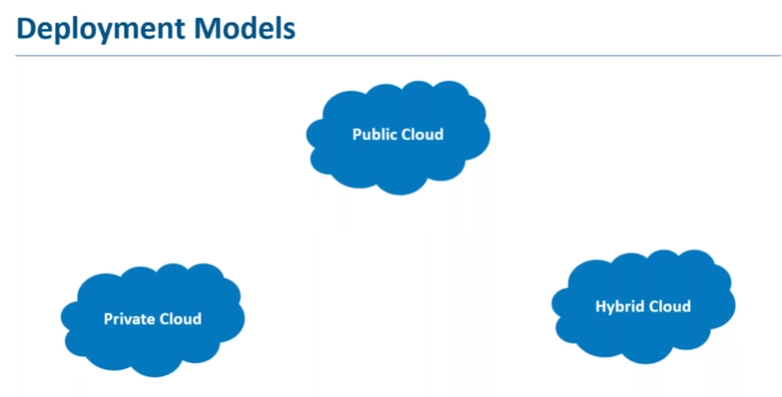 Deployment Models
Public Cloud
Private Cloud
Hybrid Cloud